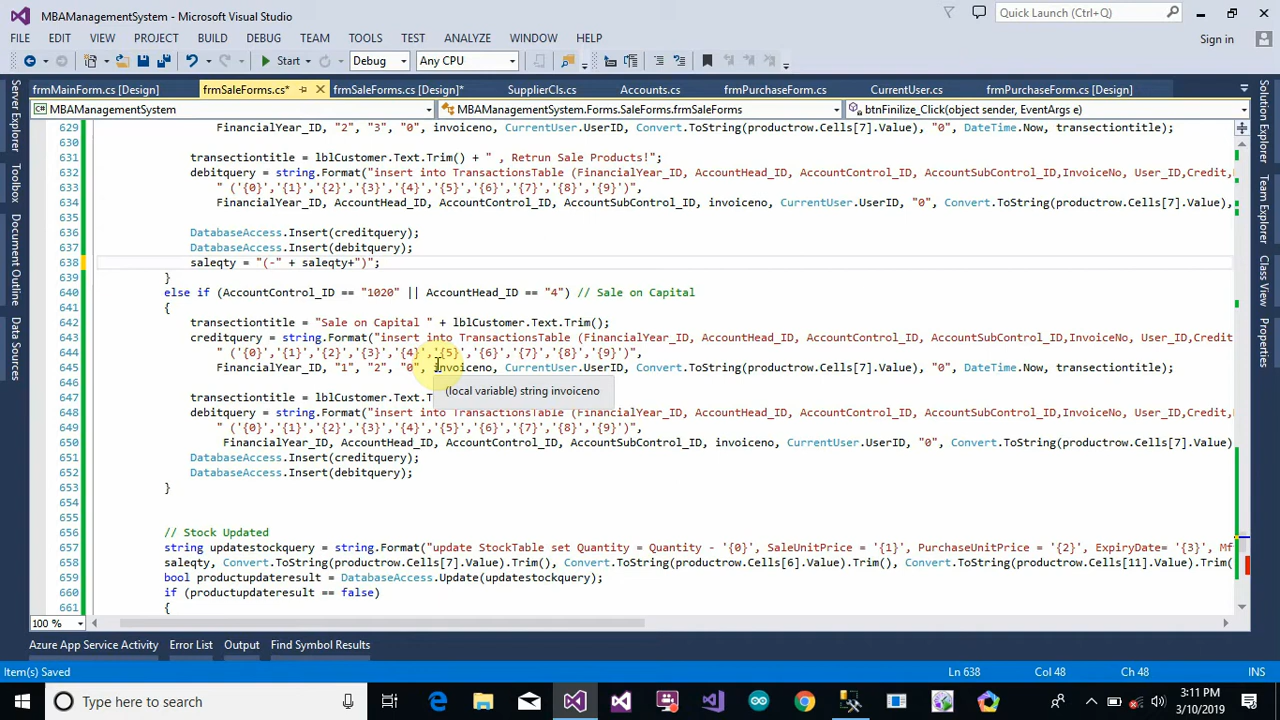 MBAManagementSystem - Microsoft Visual Studio
Quick Launch (Ctrl+Q)
FILE EDIT VIEW PROJECT BUILD DEBUG TEAM TOOLS TEST ANALYZE WINDOW HELP
Sign in
Start Debug Any CPU
frmMainForm.cs [Design] frmSaleForms.cs* frmSaleForms.cs [Design]* SupplierCls.cs Accounts.cs frmPurchaseForm.cs CurrentUser.cs frmPurchaseForm.cs [Design]
MBAManagementSystem MBAManagementSystem.Forms.SaleForms.frmSaleForms btnFinilize_Click(object sender, EventArgs e)
Server Explorer
Toolbox
Document Outline
Data Sources
629 FinancialYear_ID, "2", "3", "0", invoiceno, CurrentUser.UserID, Convert.ToString(productrow.Cells[7].Value), "0", DateTime.Now, transectiontitle);
630
631 transectiontitle = lblCustomer.Text.Trim() + " , Retrun Sale Products!";
632 debitquery = string.Format("insert into TransactionsTable (FinancialYear_ID, AccountHead_ID, AccountControl_ID, AccountSubControl_ID,InvoiceNo, User_ID,Credit,
633 " ('{0}','{1}','{2}','{3}','{4}','{5}','{6}','{7}','{8}','{9}')",
634 FinancialYear_ID, AccountHead_ID, AccountControl_ID, AccountSubControl_ID, invoiceno, CurrentUser.UserID, "0", Convert.ToString(productrow.Cells[7].Value),
635
636 DatabaseAccess.Insert(creditquery);
637 DatabaseAccess.Insert(debitquery);
638 saleqty = "(-" + saleqty+")";
639 }
640 else if (AccountControl_ID == "1020" || AccountHead_ID == "4") // Sale on Capital
641 {
642 transectiontitle = "Sale on Capital " + lblCustomer.Text.Trim();
643 creditquery = string.Format("insert into TransactionsTable (FinancialYear_ID, AccountHead_ID, AccountControl_ID, AccountSubControl_ID,InvoiceNo, User_ID,Credit
644 " ('{0}','{1}','{2}','{3}','{4}','{5}','{6}','{7}','{8}','{9}')",
645 FinancialYear_ID, "1", "2", "0", invoiceno, CurrentUser.UserID, Convert.ToString(productrow.Cells[7].Value), "0", DateTime.Now, transectiontitle);
646 (local variable) string invoiceno
647 transectiontitle = lblCustomer.Text.T
648 debitquery = string.Format("insert into TransactionsTable (FinancialYear_ID, AccountHead_ID, AccountControl_ID, AccountSubControl_ID,InvoiceNo, User_ID,Credit,
649 " ('{0}','{1}','{2}','{3}','{4}','{5}','{6}','{7}','{8}','{9}')",
650 FinancialYear_ID, AccountHead_ID, AccountControl_ID, AccountSubControl_ID, invoiceno, CurrentUser.UserID, "0", Convert.ToString(productrow.Cells[7].Value)
651 DatabaseAccess.Insert(creditquery);
652 DatabaseAccess.Insert(debitquery);
653 }
654
655
656 // Stock Updated
657 string updatestockquery = string.Format("update StockTable set Quantity = Quantity - '{0}', SaleUnitPrice = '{1}', PurchaseUnitPrice = '{2}', ExpiryDate= '{3}', Mf
658 saleqty, Convert.ToString(productrow.Cells[7].Value).Trim(), Convert.ToString(productrow.Cells[6].Value).Trim(), Convert.ToString(productrow.Cells[11].Value).Trim(
659 bool productupdateresult = DatabaseAccess.Update(updatestockquery);
660 if (productupdateresult == false)
661 {
Solution Explorer
Team Explorer
Class View
Properties
100 %
Azure App Service Activity Error List Output Find Symbol Results
Item(s) Saved Ln 638 Col 48 Ch 48 INS
Type here to search
3:11 PM
3/10/2019